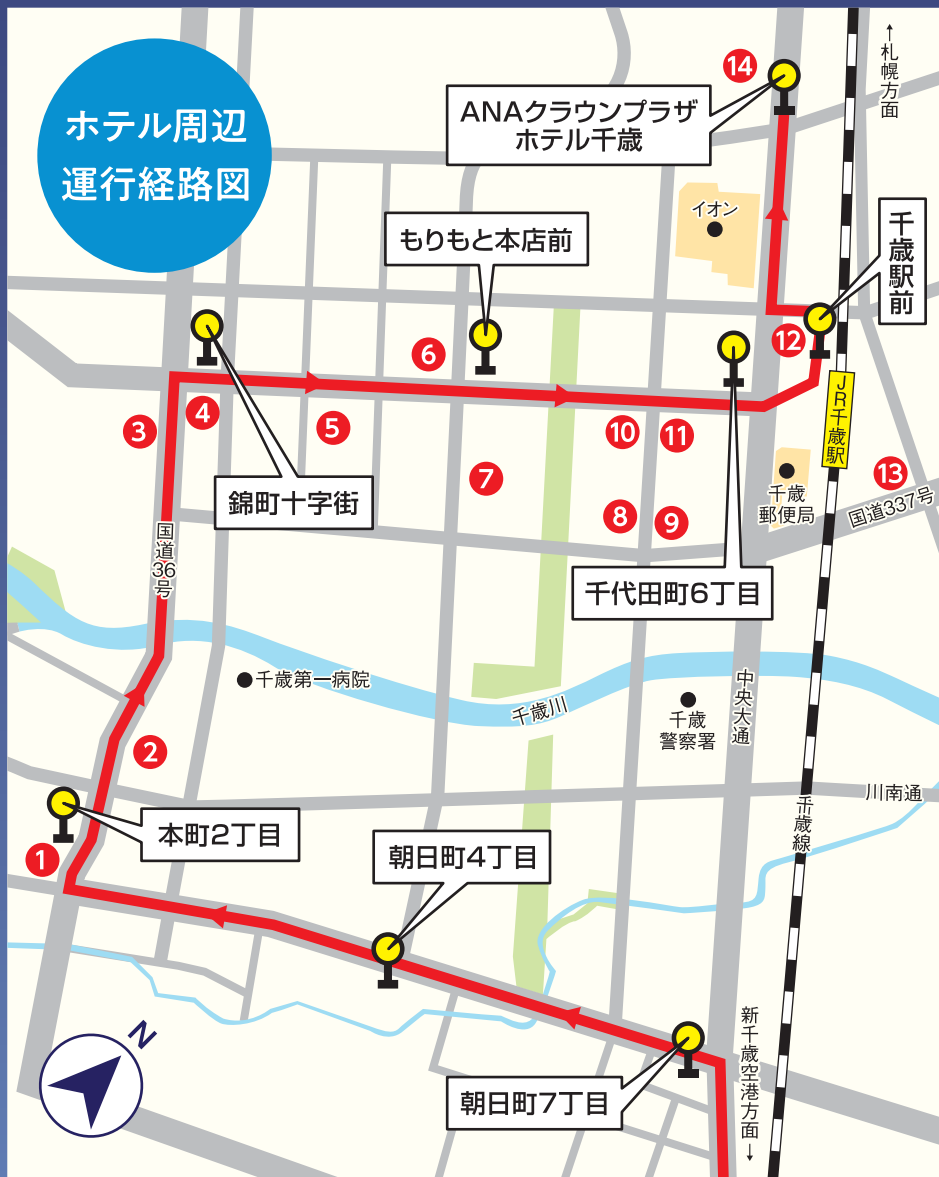 ホテル周辺
運行経路図
↑札幌方面
14
ANAクラウンプラザ
ホテル千歳
イオン
もりもと本店前
千歳駅前
12
6
3
4
5
10
11
JR千歳駅
13
7
錦町十字街
8
9
千歳
郵便局
国道337号
国道36号
千代田町6丁目
千歳第一病院
千歳川
千歳
警察署
中央大通
2
川南通
本町2丁目
千歳線
1
朝日町4丁目
新千歳空港方面↓
N
朝日町7丁目